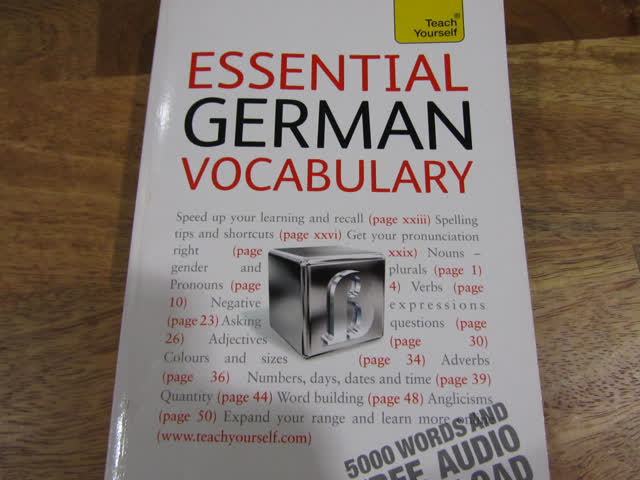 Teach
Yourself
ESSENTIAL
GERMAN
VOCABULARY
Speed up your learning and recall (page xxiii) Spelling
tips and shortcuts (page xxvi) Get your pronunciation
right (page xxix) Nouns –
gender and plurals (page 1)
Pronouns (page 4) Verbs (page
10) Negative expressions
(page 23) Asking questions (page
26) Adjectives (page 30)
Colours and sizes (page 34) Adverbs
(page 36) Numbers, days, dates and time (page 39)
Quantity (page 44) Word building (page 48) Anglicisms
(page 50) Expand your range and learn more
(www.teachyourself.com)
ß
5000 WORDS AND
AUDIO